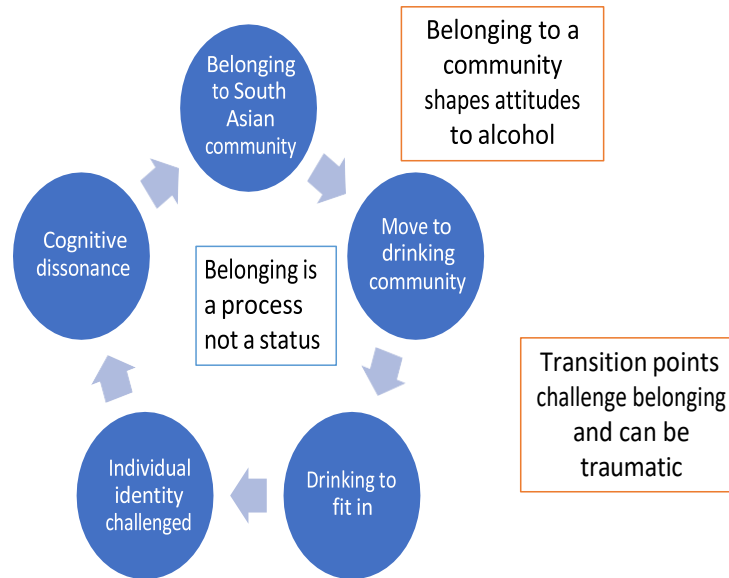 Belonging
to South
Asian
community
Belonging to a
community
shapes attitudes
to alcohol
Move to
drinking
community
Cognitive
dissonance
Belonging is
a process
not a status
Transition points
challenge belonging
and can be
traumatic
Drinking to
fit in
Individual
identity
challenged